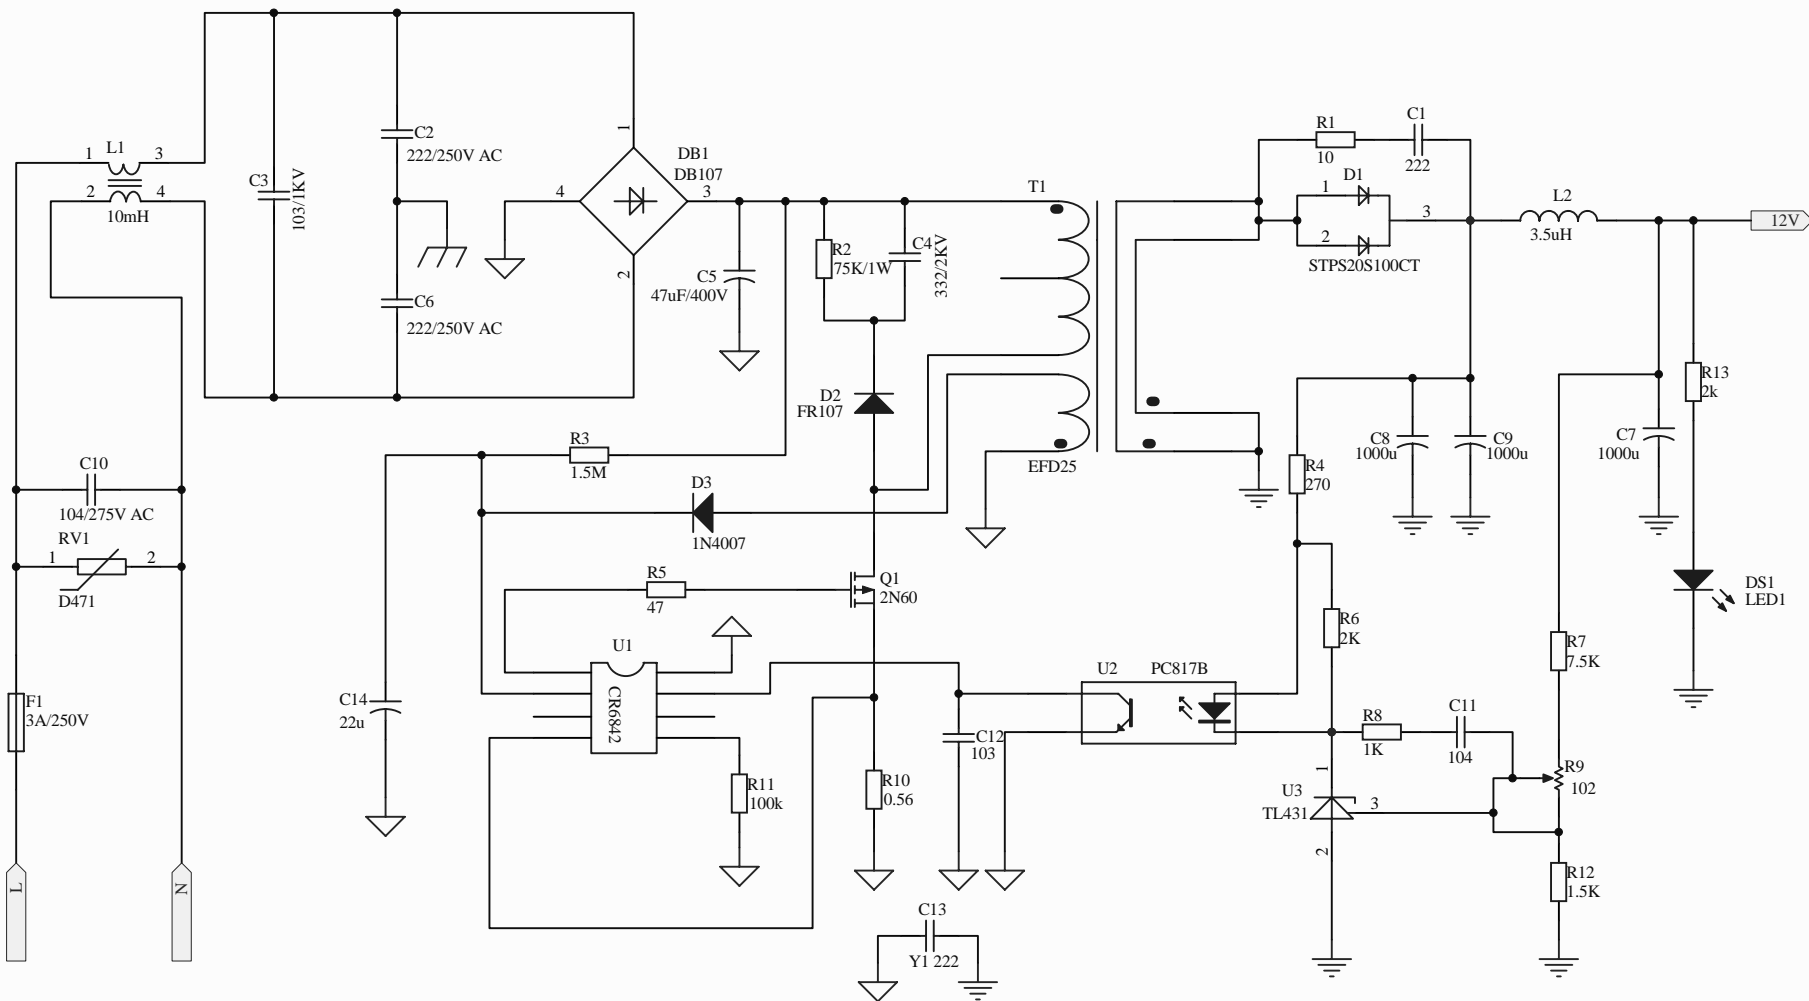 L1
1
3
2
4
10mH
C3
103/1KV
C2
222/250V AC
C6
222/250V AC
1
DB1
DB107
4
3
2
C5
47uF/400V
R2
75K/1W
C4
332/2KV
T1
EFD25
R1
10
C1
222
D1
1
2
3
STPS20S100CT
L2
3.5uH
12V
D2
FR107
R3
1.5M
D3
1N4007
C8
1000u
C9
1000u
C7
1000u
R13
2k
R4
270
C10
104/275V AC
RV1
1
2
D471
R5
47
Q1
2N60
DS1
LED1
U1
CR6842
R6
2K
R7
7.5K
U2
PC817B
F1
3A/250V
C14
22u
C12
103
R8
1K
C11
104
R11
100k
R10
0.56
R9
102
1
U3
TL431
3
2
R12
1.5K
L
N
C13
Y1 222